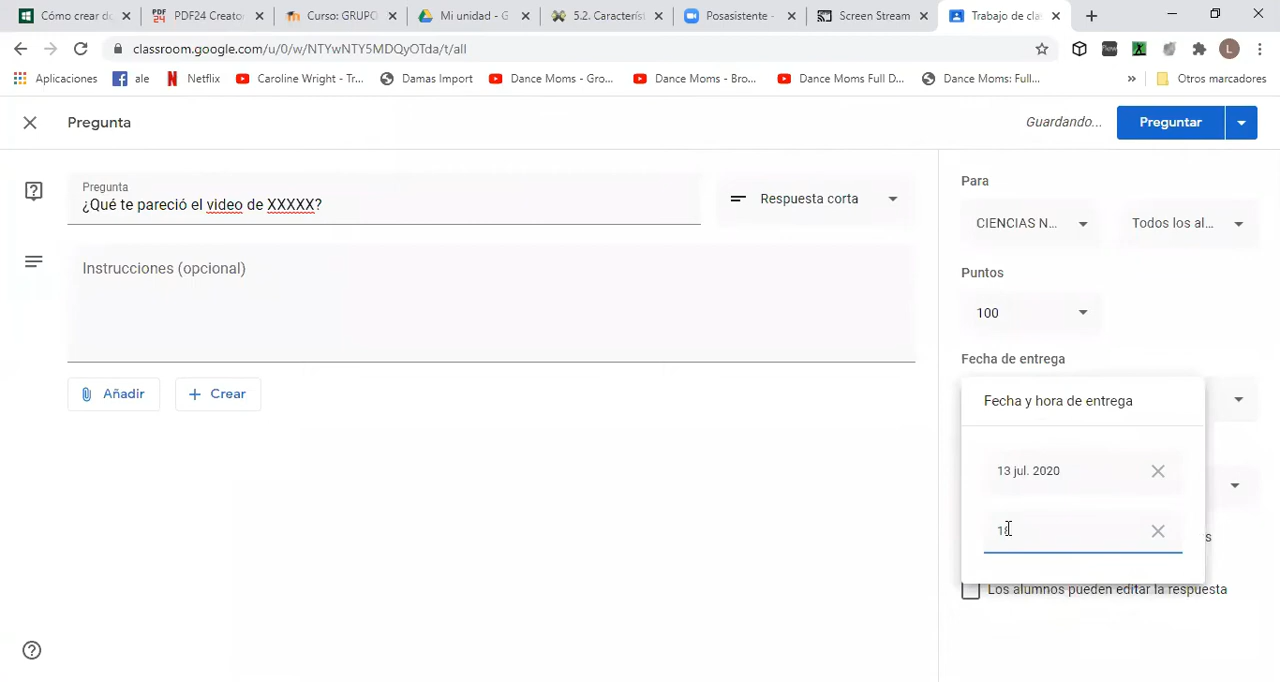 Cómo crear d
PDF24 Creato
Curso: GRUPO
Mi unidad - G
5.2. Caracterís
Posasistente -
Screen Stream
Trabajo de cla
classroom.google.com/u/0/w/NTYwNTY5MDQyOTda/t/all
Aplicaciones
ale
Netflix
Caroline Wright - Tr...
Damas Import
Dance Moms - Gro...
Dance Moms - Bro...
Dance Moms Full D...
Dance Moms: Full...
Otros marcadores
Pregunta
Guardando...
Preguntar
Pregunta
¿Qué te pareció el video de XXXXX?
Respuesta corta
Instrucciones (opcional)
Añadir
Crear
Para
CIENCIAS N...
Todos los al...
Puntos
100
Fecha de entrega
Fecha y hora de entrega
13 jul. 2020
s
Los alumnos pueden editar la respuesta